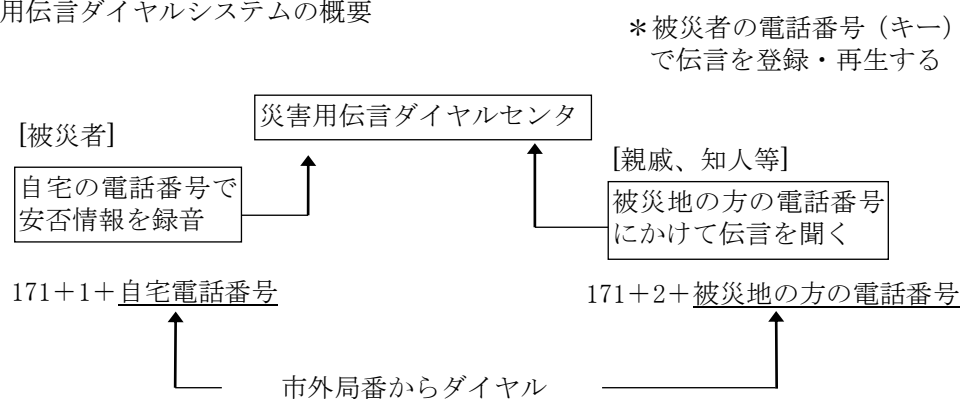 用伝言ダイヤルシステムの概要
＊被災者の電話番号（キー）
で伝言を登録・再生する
災害用伝言ダイヤルセンタ
[被災者]
自宅の電話番号で
安否情報を録音
[親戚、知人等]
被災地の方の電話番号
にかけて伝言を聞く
171＋1＋自宅電話番号
171＋2＋被災地の方の電話番号
市外局番からダイヤル